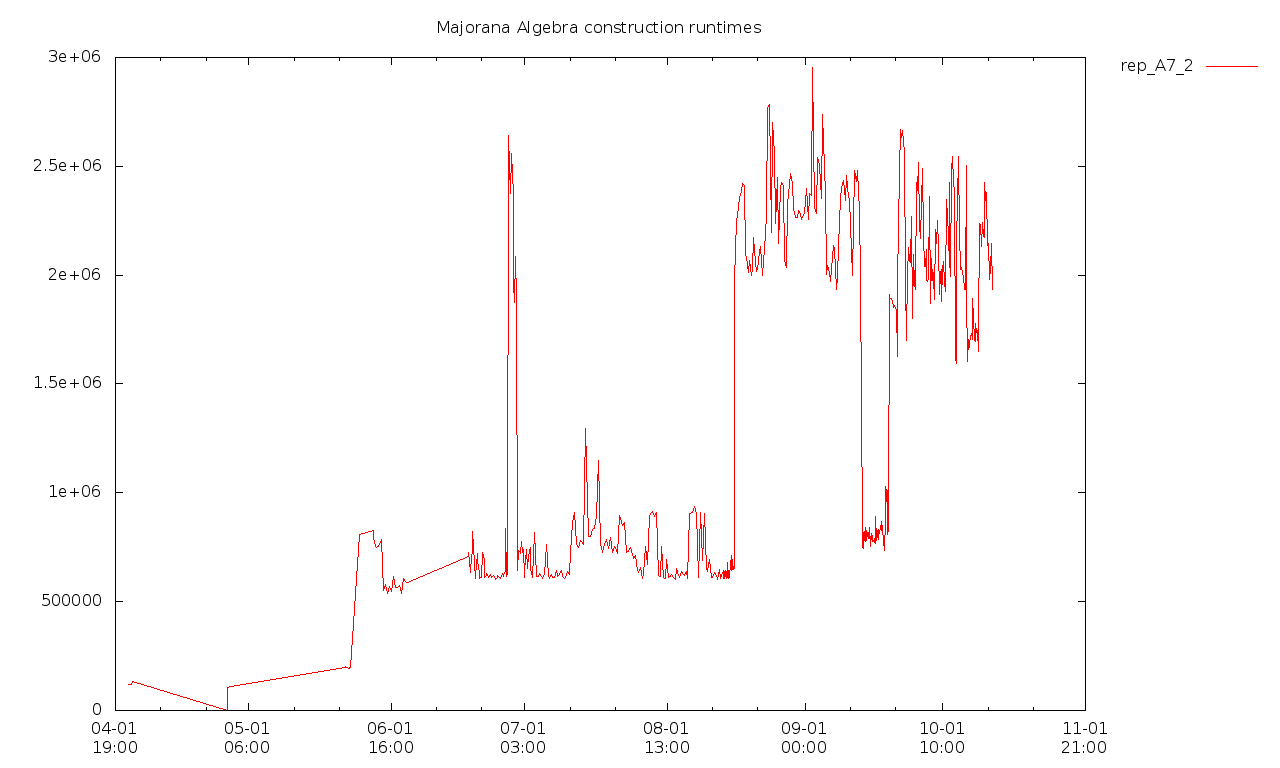 Majorana Algebra construction runtimes
rep_A7_2
3e+06
2.5e+06
2e+06
1.5e+06
1e+06
500000
0
04-01 05-01 06-01 07-01 08-01 09-01 10-01 11-01
19:00 06:00 16:00 03:00 13:00 00:00 10:00 21:00